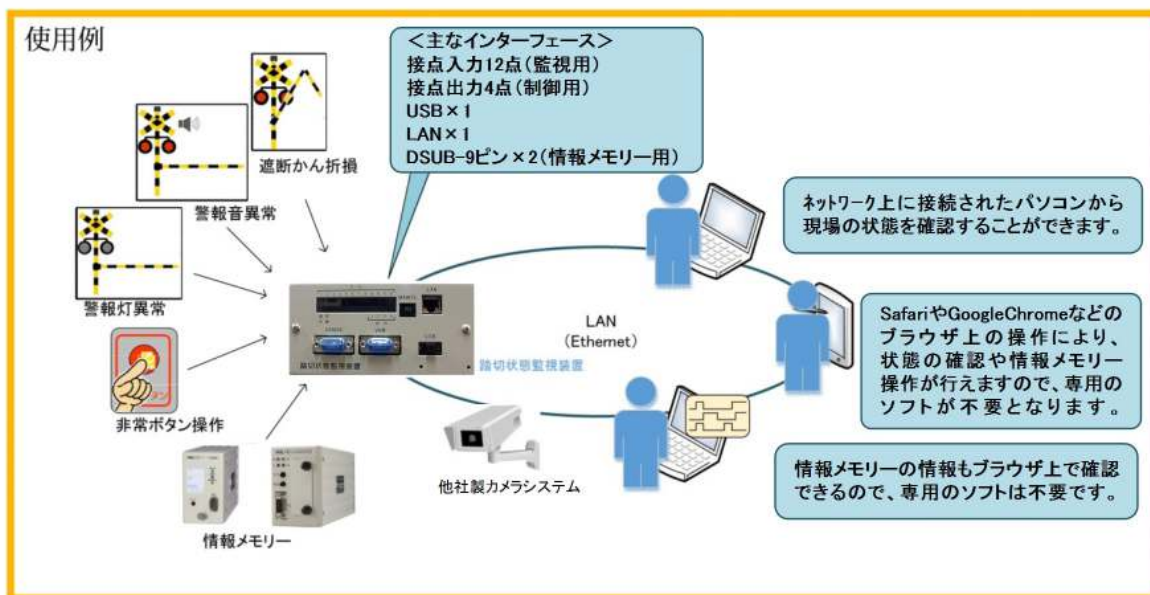 使用例
＜主なインターフェース＞
接点入力12点(監視用)
接点出力4点(制御用)
USB×1
LAN×1
DSUB-9ピン×2(情報メモリー用)
遮断かん折損
警報音異常
警報灯異常
非常ボタン操作
情報メモリー
LAN
USB
踏切状態監視装置
踏切状態監視装置
LAN
(Ethernet)
他社製カメラシステム
ネットワーク上に接続されたパソコンから
現場の状態を確認することができます。
SafariやGoogleChromeなどの
ブラウザ上の操作により、
状態の確認や情報メモリー
操作が行えますので、専用の
ソフトが不要となります。
情報メモリーの情報もブラウザ上で確認
できるので、専用のソフトは不要です。